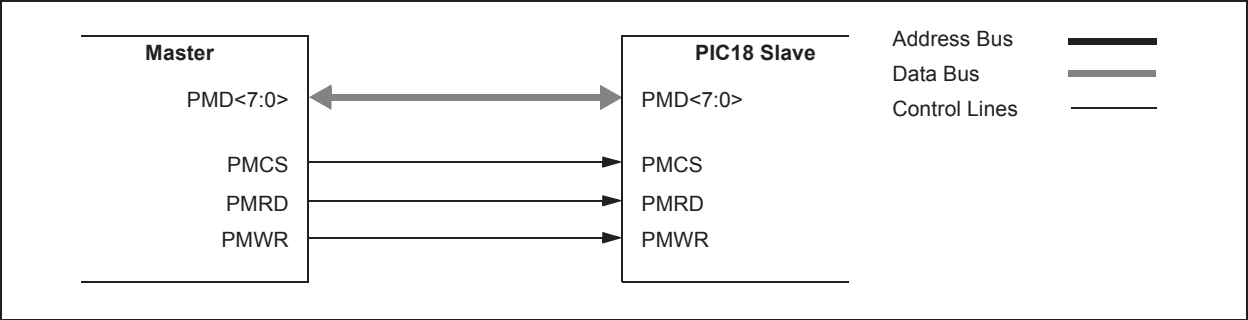 Master
PIC18 Slave
Address Bus
Data Bus
Control Lines
PMD<7:0>
PMD<7:0>
PMCS
PMCS
PMRD
PMRD
PMWR
PMWR